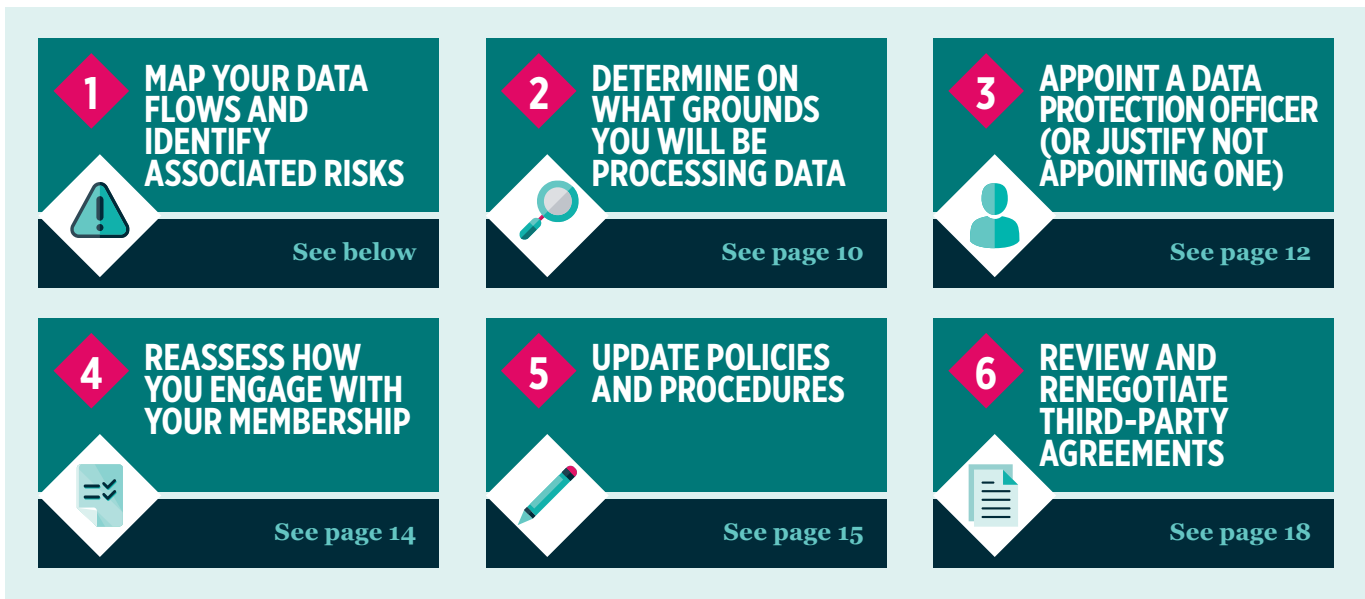 1
MAP YOUR DATA
FLOWS AND
IDENTIFY
ASSOCIATED RISKS
See below
2
DETERMINE ON
WHAT GROUNDS
YOU WILL BE
PROCESSING DATA
See page 10
3
APPOINT A DATA
PROTECTION OFFICER
(OR JUSTIFY NOT
APPOINTING ONE)
See page 12
4
REASSESS HOW
YOU ENGAGE WITH
YOUR MEMBERSHIP
See page 14
5
UPDATE POLICIES
AND PROCEDURES
See page 15
6
REVIEW AND
RENEGOTIATE
THIRD-PARTY
AGREEMENTS
See page 18